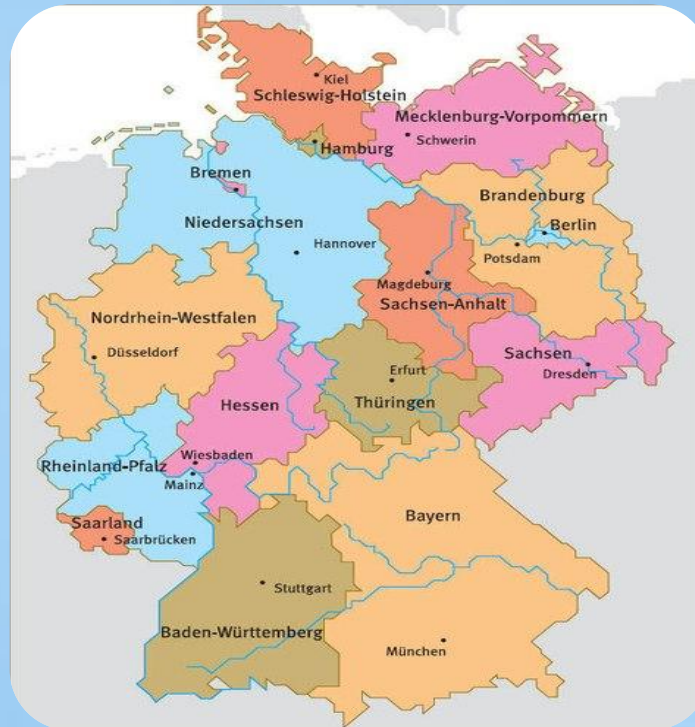 Kiel
Schleswig-Holstein
Mecklenburg-Vorpommern
Schwerin
Hamburg
Bremen
Niedersachsen
Hannover
Brandenburg
Berlin
Potsdam
Magdeburg
Sachsen-Anhalt
Nordrhein-Westfalen
Düsseldorf
Sachsen
Dresden
Erfurt
Thüringen
Hessen
Wiesbaden
Rheinland-Pfalz
Mainz
Saarland
Saarbrücken
Bayern
Stuttgart
Baden-Württemberg
München